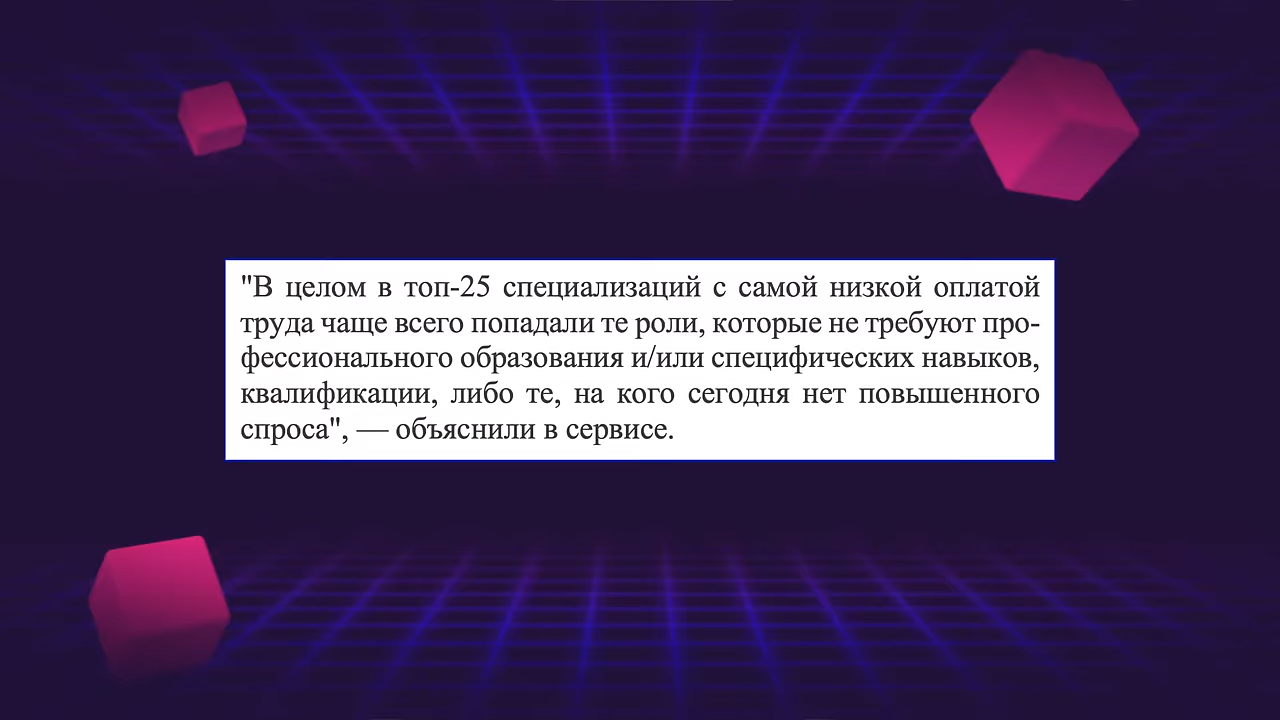 "В целом в топ-25 специализаций с самой низкой оплатой
труда чаще всего попадали те роли, которые не требуют про-
фессионального образования и/или специфических навыков,
квалификации, либо те, на кого сегодня нет повышенного
спроса", — объяснили в сервисе.